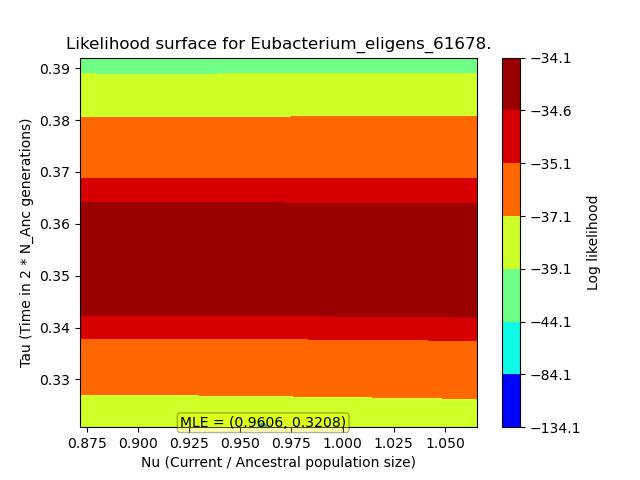 Likelihood surface for Eubacterium_eligens_61678.
Tau (Time in 2 * N_Anc generations)
0.39
0.38
0.37
0.36
0.35
0.34
0.33
MLE = (0.9606, 0.3208)
0.875 0.900 0.925 0.950 0.975 1.000 1.025 1.050
Nu (Current / Ancestral population size)
−34.1
−34.6
−35.1
−37.1
−39.1
−44.1
−84.1
−134.1
Log likelihood